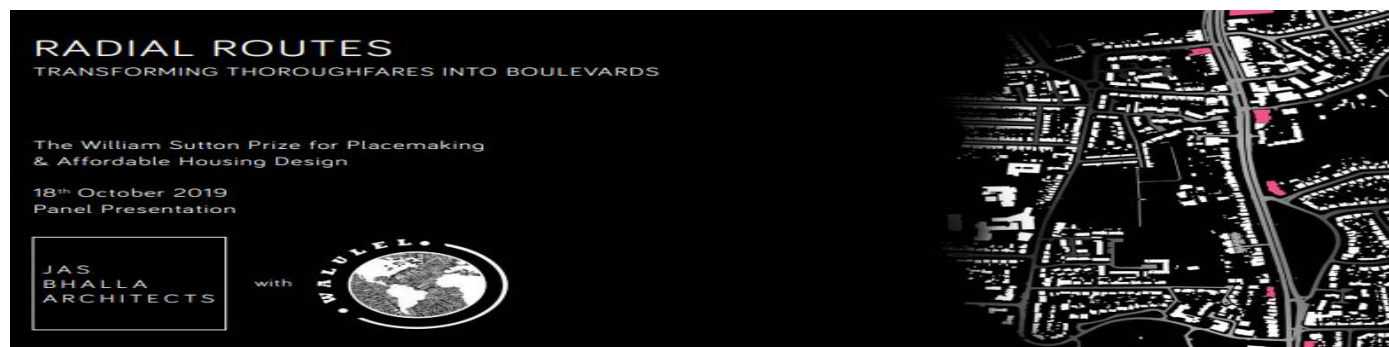 RADIAL ROUTES
TRANSFORMING THOROUGHFARES INTO BOULEVARDS
The William Sutton Prize for Placemaking
& Affordable Housing Design
18th October 2019
Panel Presentation
JAS
BHALLA
ARCHITECTS
with
WALULEL